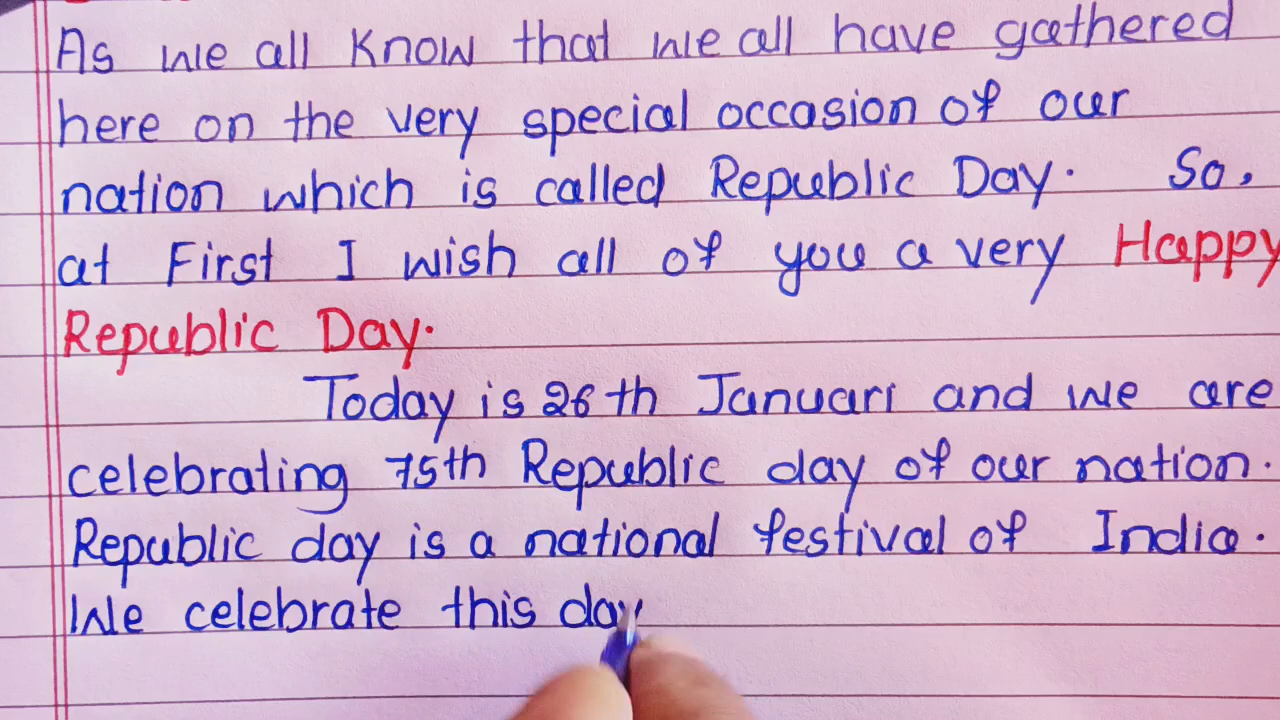 As we all Know that we all have gathered
here on the very special occasion of our
nation which is called Republic Day. So,
at First I wish all of you a very Happy
Republic Day.
Today is 26th Januari and we are
celebrating 75th Republic day of our nation.
Republic day is a national festival of India.
We celebrate this day